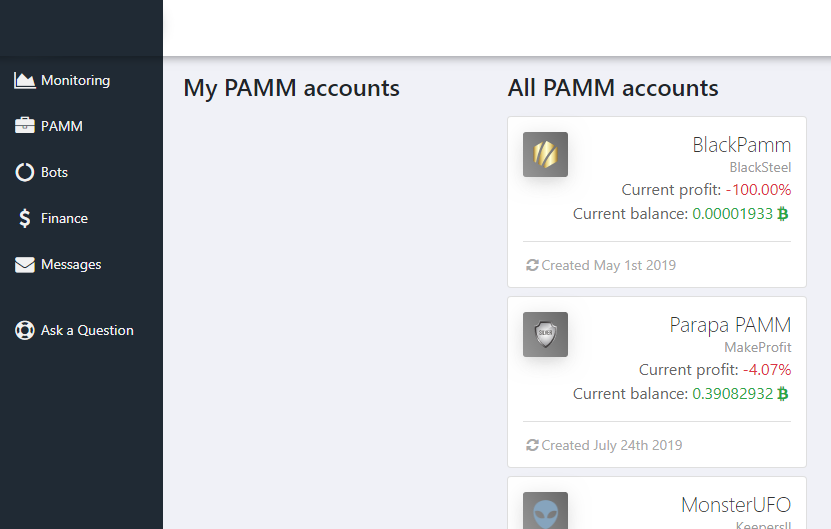 Monitoring
PAMM
Bots
Finance
Messages
Ask a Question
My PAMM accounts
All PAMM accounts
BlackPamm
BlackSteel
Current profit: -100.00%
Current balance: 0.00001933 ₿
Created May 1st 2019
SILVER
Parapa PAMM
MakeProfit
Current profit: -4.07%
Current balance: 0.39082932 ₿
Created July 24th 2019
MonsterUFO